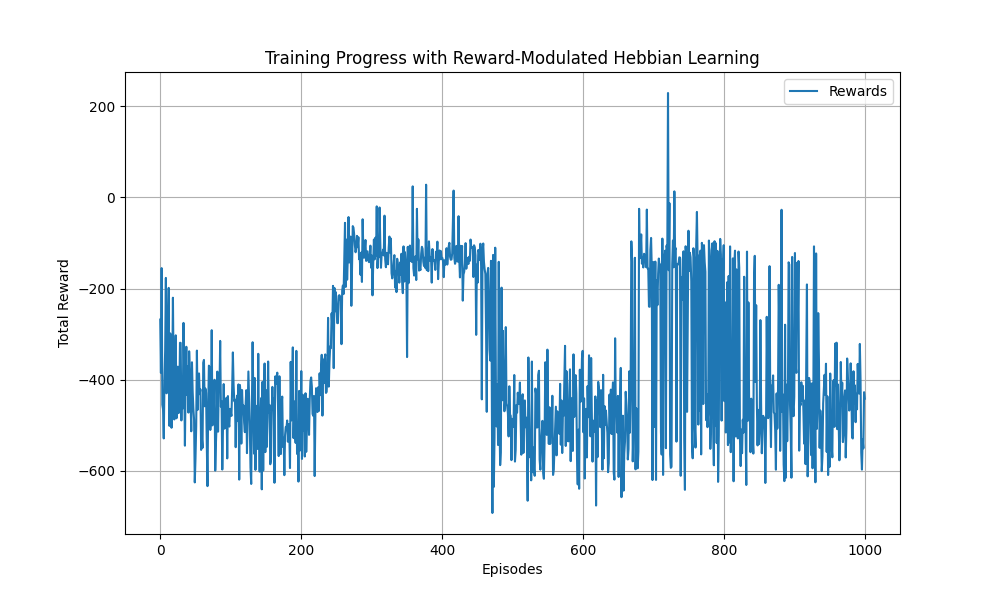 Training Progress with Reward-Modulated Hebbian Learning
Rewards
Total Reward
200
0
−200
−400
−600
0 200 400 600 800 1000
Episodes